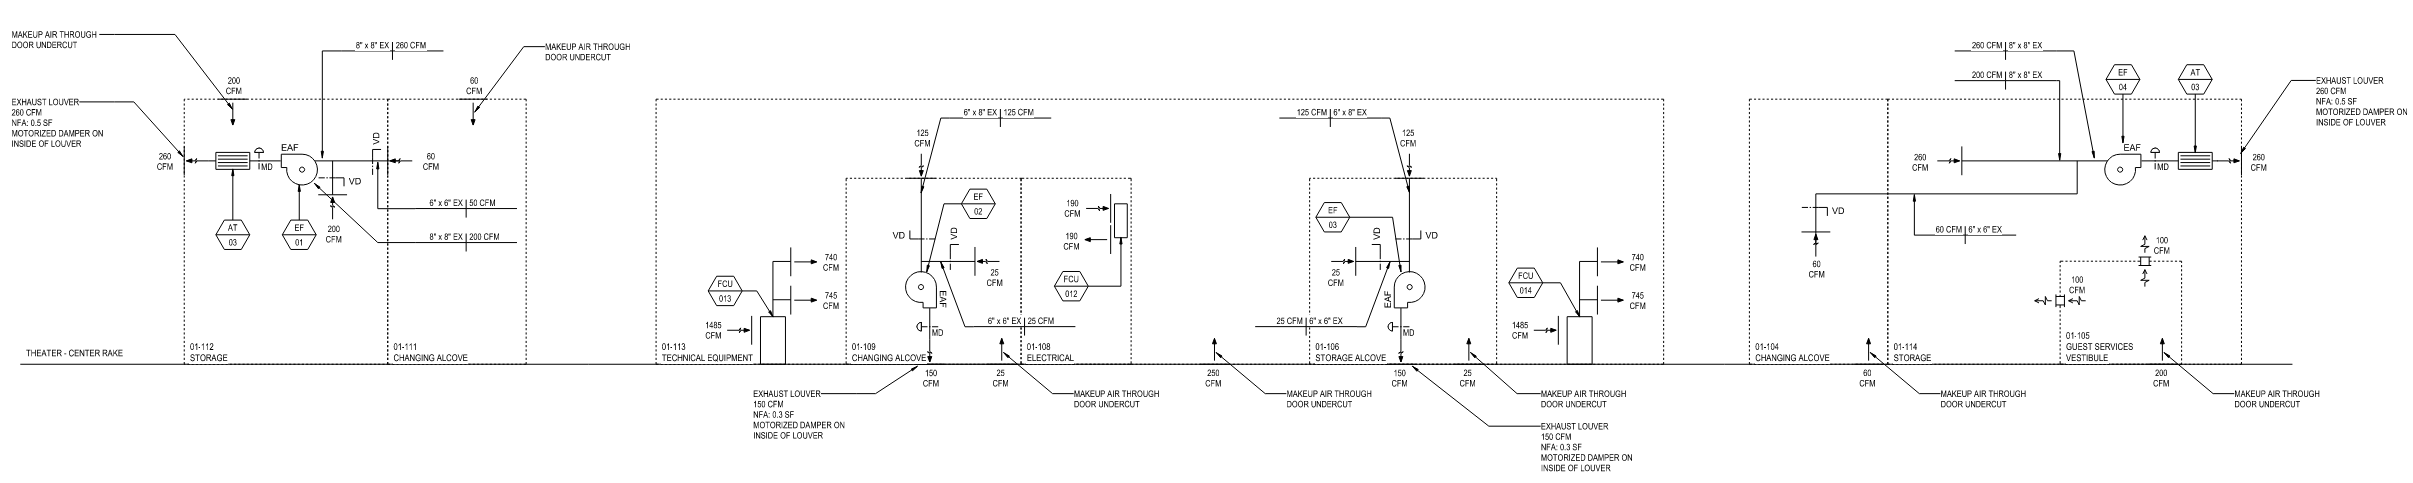 MAKEUP AIR THROUGH
DOOR UNDERCUT
8" x 8" EX 260 CFM
MAKEUP AIR THROUGH
DOOR UNDERCUT
200
CFM
60
CFM
EXHAUST LOUVER
260 CFM
NFA: 0.5 SF
MOTORIZED DAMPER ON
INSIDE OF LOUVER
260
CFM
EAF
MD
VD
VD
60
CFM
6" x 6" EX 50 CFM
8" x 8" EX 200 CFM
AT
03
EF
01
200
CFM
THEATER - CENTER RAKE
01-112
STORAGE
01-111
CHANGING ALCOVE
6" x 8" EX 125 CFM
125
CFM
EF
02
VD
VD
25
CFM
EAF
MD
6" x 6" EX 25 CFM
190
CFM
190
CFM
FCU
012
FCU
013
740
CFM
745
CFM
1485
CFM
01-113
TECHNICAL EQUIPMENT
01-109
CHANGING ALCOVE
01-108
ELECTRICAL
150
CFM
25
CFM
EXHAUST LOUVER
150 CFM
NFA: 0.3 SF
MOTORIZED DAMPER ON
INSIDE OF LOUVER
MAKEUP AIR THROUGH
DOOR UNDERCUT
250
CFM
MAKEUP AIR THROUGH
DOOR UNDERCUT
125 CFM 6" x 8" EX
125
CFM
EF
03
VD
VD
25
CFM
EAF
MD
25 CFM 6" x 6" EX
01-106
STORAGE ALCOVE
150
CFM
25
CFM
FCU
014
740
CFM
745
CFM
1485
CFM
MAKEUP AIR THROUGH
DOOR UNDERCUT
EXHAUST LOUVER
150 CFM
NFA: 0.3 SF
MOTORIZED DAMPER ON
INSIDE OF LOUVER
260 CFM 8" x 8" EX
200 CFM 8" x 8" EX
EF
04
AT
03
EXHAUST LOUVER
260 CFM
NFA: 0.5 SF
MOTORIZED DAMPER ON
INSIDE OF LOUVER
260
CFM
EAF
MD
260
CFM
VD
60 CFM 6" x 6" EX
60
CFM
100
CFM
100
CFM
01-104
CHANGING ALCOVE
01-114
STORAGE
01-105
GUEST SERVICES
VESTIBULE
60
CFM
200
CFM
MAKEUP AIR THROUGH
DOOR UNDERCUT
MAKEUP AIR THROUGH
DOOR UNDERCUT